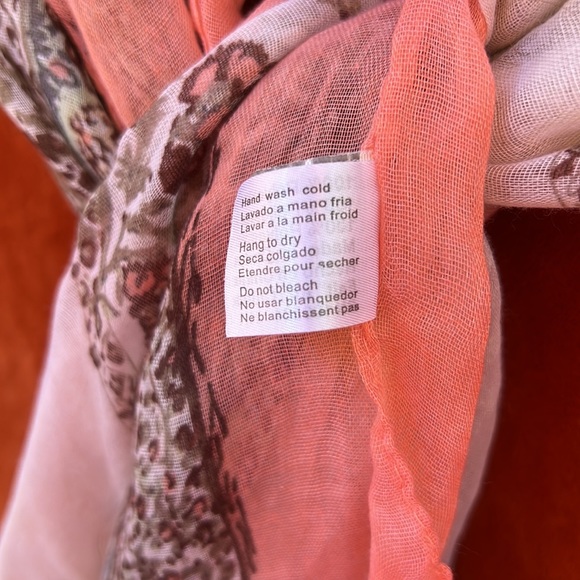 Hand wash cold
Lavado a mano fria
Lavar a la main froid
Hang to dry
Seca colgado
Etendre pour secher
Do not bleach
No usar blanquedor
Ne blanchissent pas